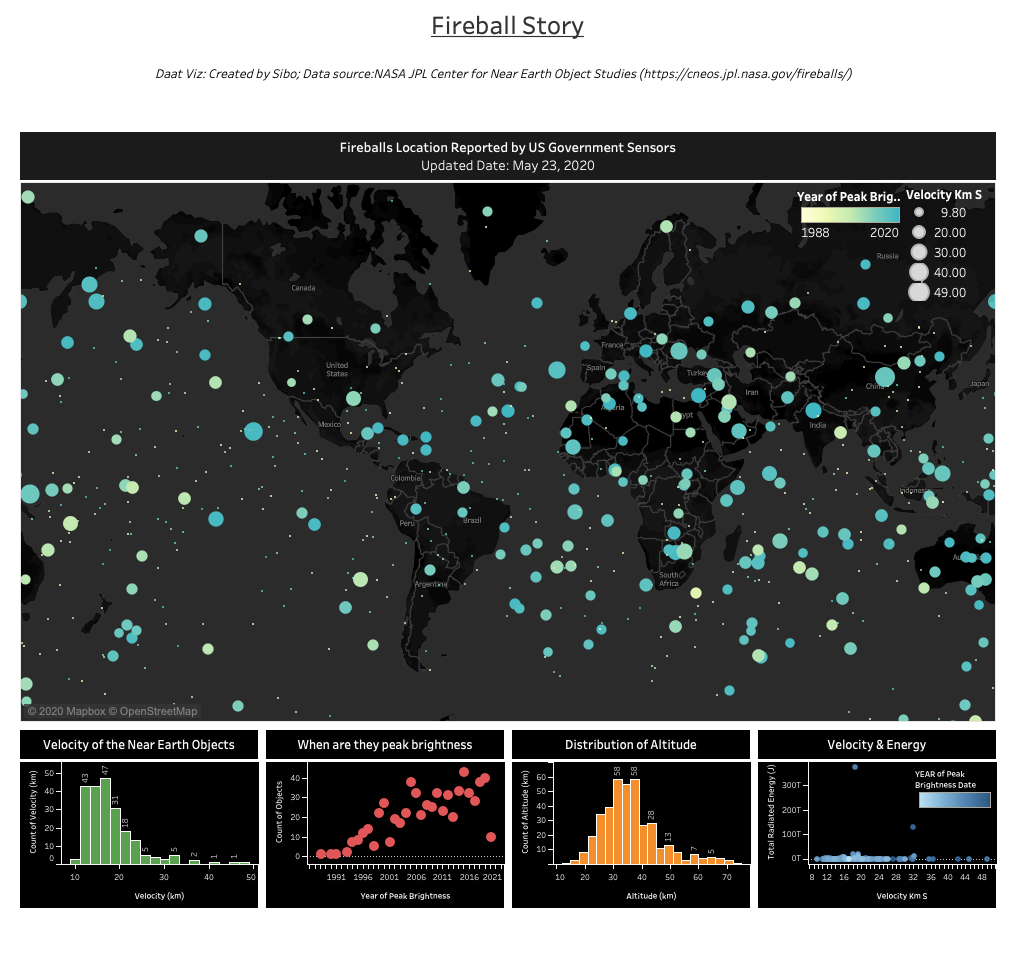 Fireball Story
Daat Viz: Created by Sibo; Data source:NASA JPL Center for Near Earth Object Studies (https://cneos.jpl.nasa.gov/fireballs/)
Fireballs Location Reported by US Government Sensors
Updated Date: May 23, 2020
Year of Peak Brig.. Velocity Km S
1988 2020
9.80
20.00
30.00
40.00
49.00
Russia
Canada
France
United
States
Spain
Turkey
Iran
China
Japan
Mexico
India
Colombia
Indonesia
Peru
Brazil
South
Africa
Argentina
© 2020 Mapbox © OpenStreetMap
Velocity of the Near Earth Objects
Count of Velocity (km)
50
40
30
20
10
0
3
43
47
31
18
5
5
2
1
1
10 20 30 40 50
Velocity (km)
When are they peak brightness
Count of Objects
40
30
20
10
0
1991 1996 2001 2006 2011 2016 2021
Year of Peak Brightness
Distribution of Altitude
Count of Altitude (km)
60
50
40
30
20
10
58
58
28
13
7
5
10 20 30 40 50 60 70
Altitude (km)
Velocity & Energy
YEAR of Peak
Brightness Date
Total Radiated Energy (J)
300T
200T
100T
0T
8 12 16 20 24 28 32 36 40 44 48
Velocity Km S